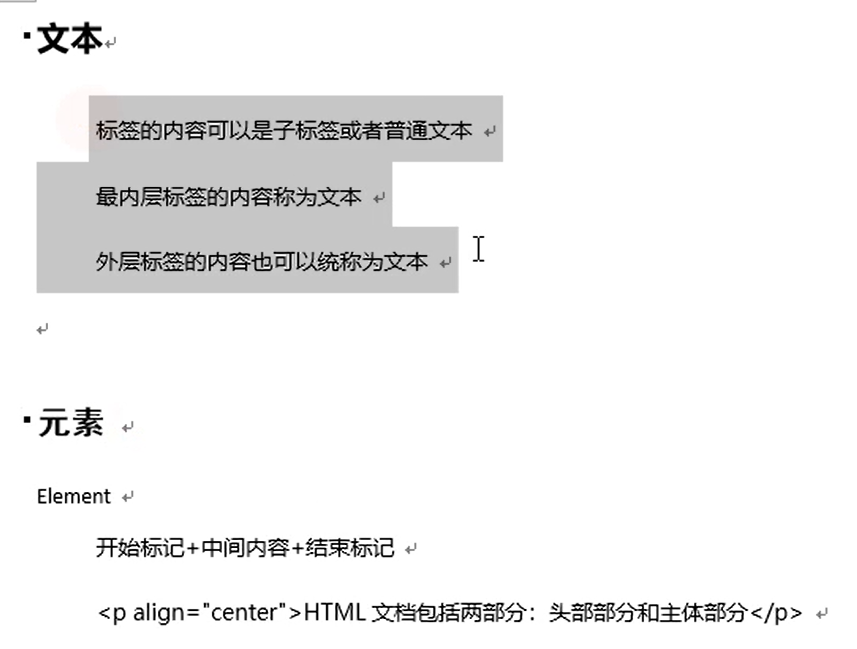 文本
标签的内容可以是子标签或者普通文本
最内层标签的内容称为文本
外层标签的内容也可以统称为文本
元素
Element
开始标记+中间内容+结束标记
<p align="center">HTML 文档包括两部分：头部部分和主体部分</p>